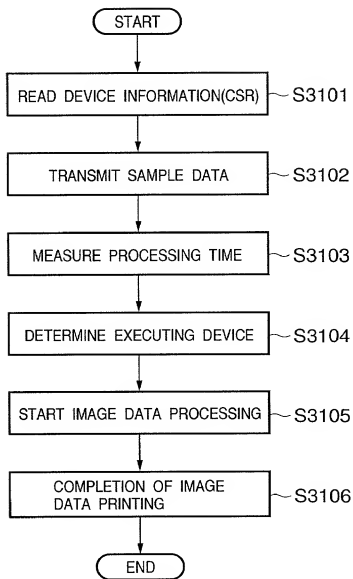 START
READ DEVICE INFORMATION(CSR) S3101
TRANSMIT SAMPLE DATA S3102
MEASURE PROCESSING TIME S3103
DETERMINE EXECUTING DEVICE S3104
START IMAGE DATA PROCESSING S3105
COMPLETION OF IMAGE
DATA PRINTING S3106
END